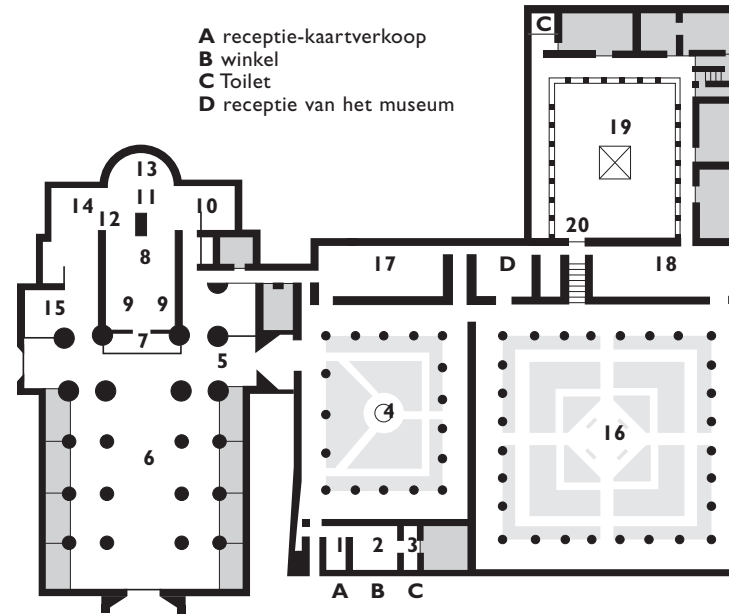 A receptie-kaartverkoop
B winkel
C Toilet
D receptie van het museum
C
19
13
11
14
12
10
20
8
17
D
18
15
9 9
7
5
4
16
6
1 2 3
A B C